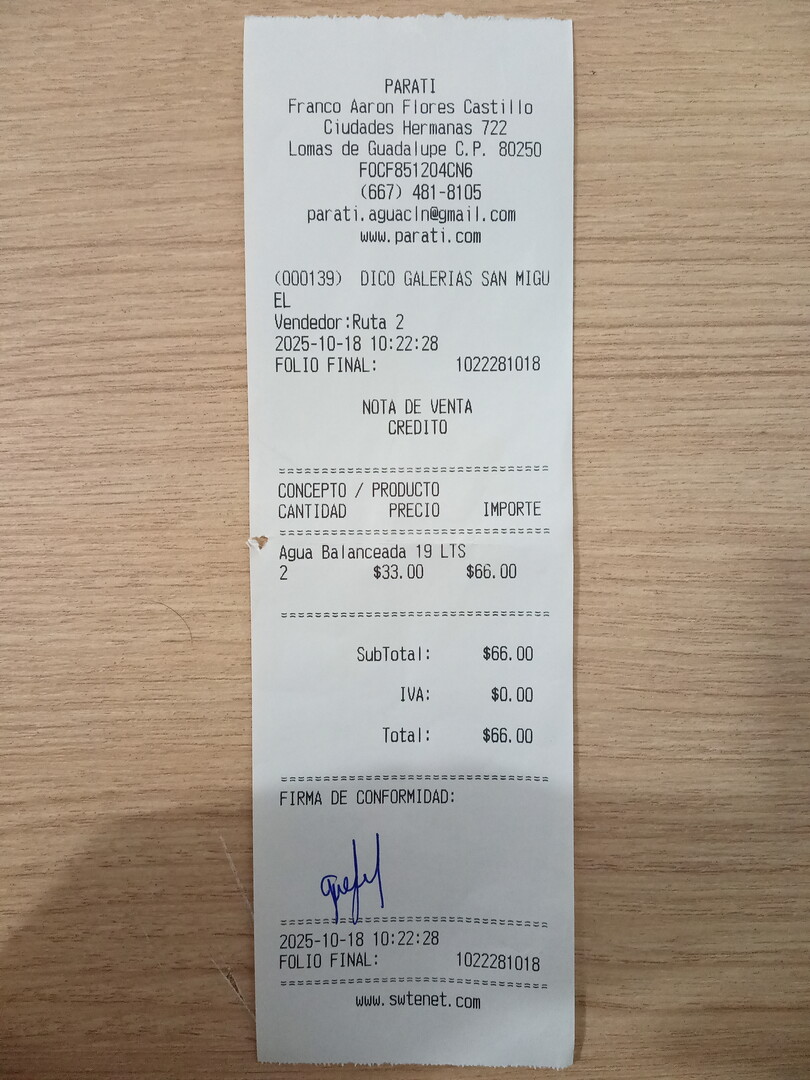 PARATI
Franco Aaron Flores Castillo
Ciudades Hermanas 722
Lomas de Guadalupe C.P. 80250
FOCF851204CN6
(667) 481-8105
parati.aguacln@gmail.com
www.parati.com
(000139) DICO GALERIAS SAN MIGU
EL
Vendedor:Ruta 2
2025-10-18 10:22:28
FOLIO FINAL: 1022281018
NOTA DE VENTA
CREDITO
================================
CONCEPTO / PRODUCTO
CANTIDAD PRECIO IMPORTE
================================
Agua Balanceada 19 LTS
2 $33.00 $66.00
================================
SubTotal: $66.00
IVA: $0.00
Total: $66.00
================================
FIRMA DE CONFORMIDAD:
================================
2025-10-18 10:22:28
FOLIO FINAL: 1022281018
================================
www.swtenet.com